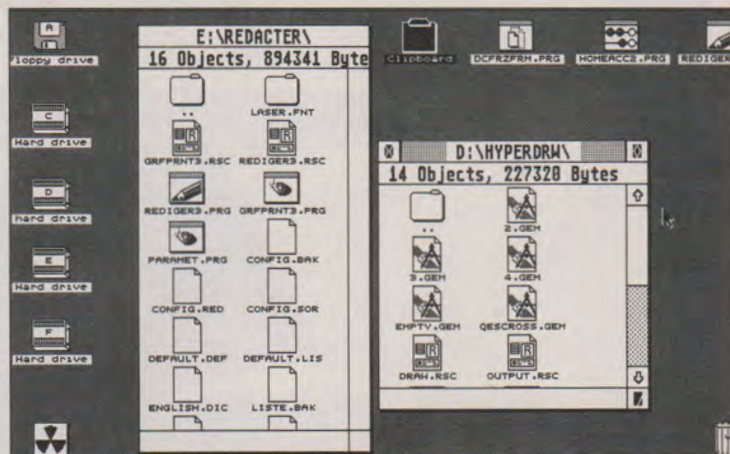 A
Floppy drive
C
Hard drive
D
hard drive
E
Hard drive
F
Hard drive
E:\REDACTER\
16 Objects, 894341 Byte
..
LASER.FNT
GRFPRNT3.RSC
REDIGER3.RSC
REDIGER3.PRG
GRFPRNT3.PRG
PARAMET.PRG
CONFIG.BAK
CONFIG.RED
CONFIG.SOR
DEFAULT.DEF
DEFAULT.LIS
ENGLISH.DIC
LISTE.BAK
Clipboard
DCFRZFRM.PRG
HOMEACC2.PRG
REDIGER
D:\HYPERDRW\
14 Objects, 227328 Bytes
..
2.GEM
3.GEM
4.GEM
EMPTY.GEM
QESCROSS.GEM
DRAW.RSC
OUTPUT.RSC